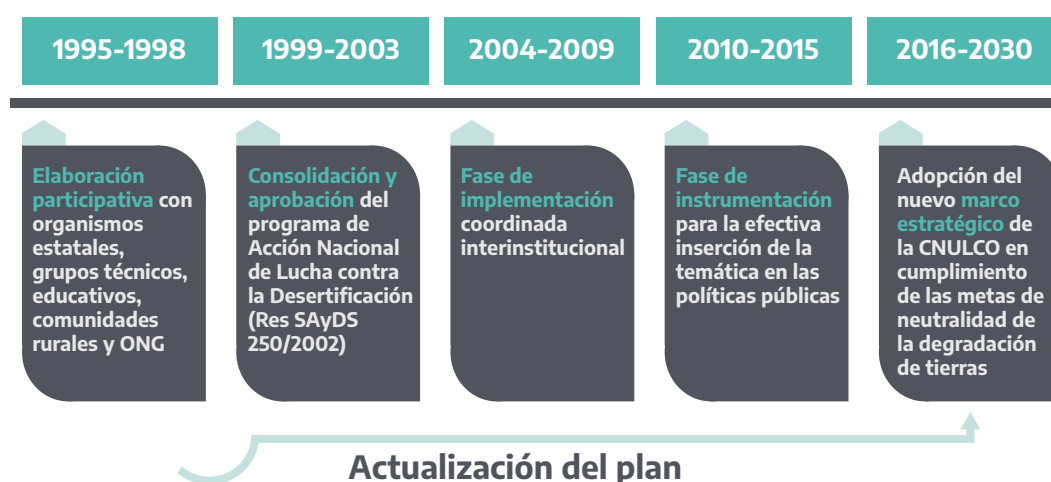 1995-1998
1999-2003
2004-2009
2010-2015
2016-2030
Elaboración
participativa con
organismos
estatales,
grupos técnicos,
educativos,
comunidades
rurales y ONG
Consolidación y
aprobación del
programa de
Acción Nacional
de Lucha contra
la Desertificación
(Res SAyDS
250/2002)
Fase de
implementación
coordinada
interinstitucional
Fase de
instrumentación
para la efectiva
inserción de la
temática en las
políticas públicas
Adopción del
nuevo marco
estratégico de
la CNULCO en
cumplimiento
de las metas de
neutralidad de
la degradación
de tierras
Actualización del plan